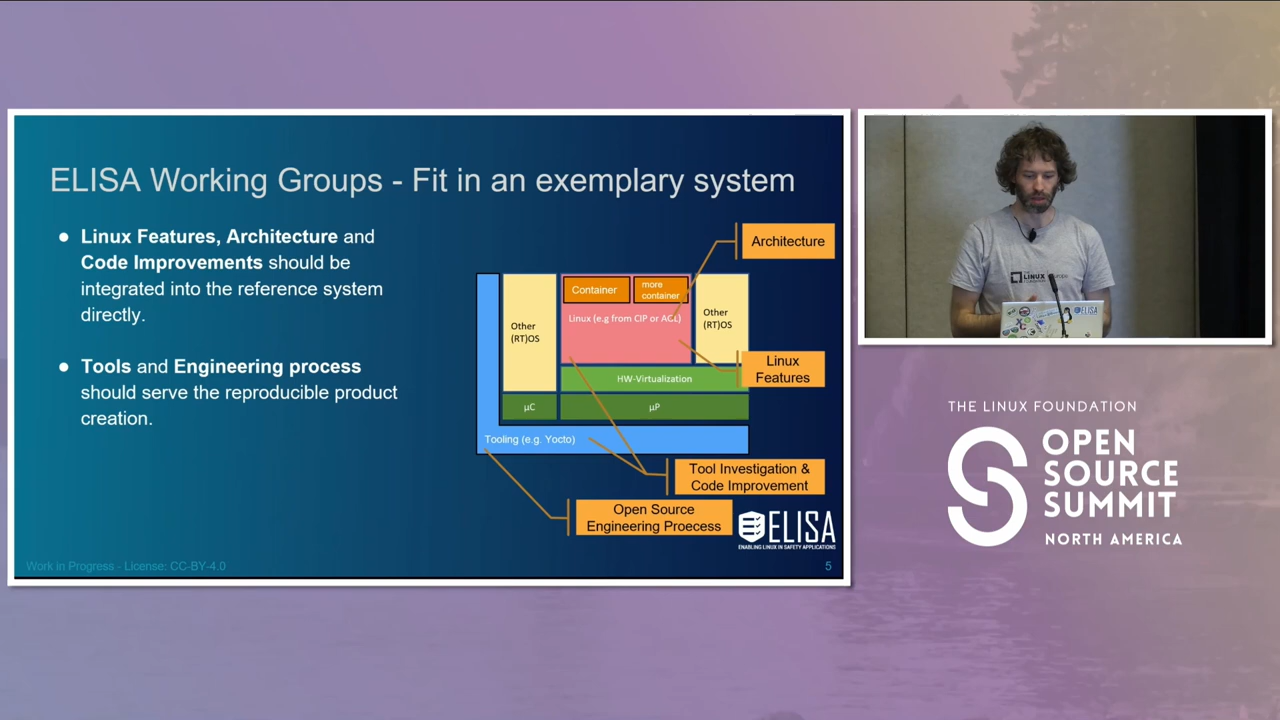 ELISA Working Groups - Fit in an exemplary system
● Linux Features, Architecture and
Code Improvements should be
integrated into the reference system
directly.
● Tools and Engineering process
should serve the reproducible product
creation.
Architecture
Container
more
container
Other
(RT)OS
Linux (e.g from CIP or AGL)
Other
(RT)OS
Linux
Features
HW-Virtualization
µC
µP
Tooling (e.g. Yocto)
Tool Investigation &
Code Improvement
Open Source
Engineering Proecess
ELISA
ENABLING LINUX IN SAFETY APPLICATIONS
Work in Progress - License: CC-BY-4.0
5
LINUX
ELISA
THE LINUX FOUNDATION
OPEN
SOURCE
SUMMIT
NORTH AMERICA